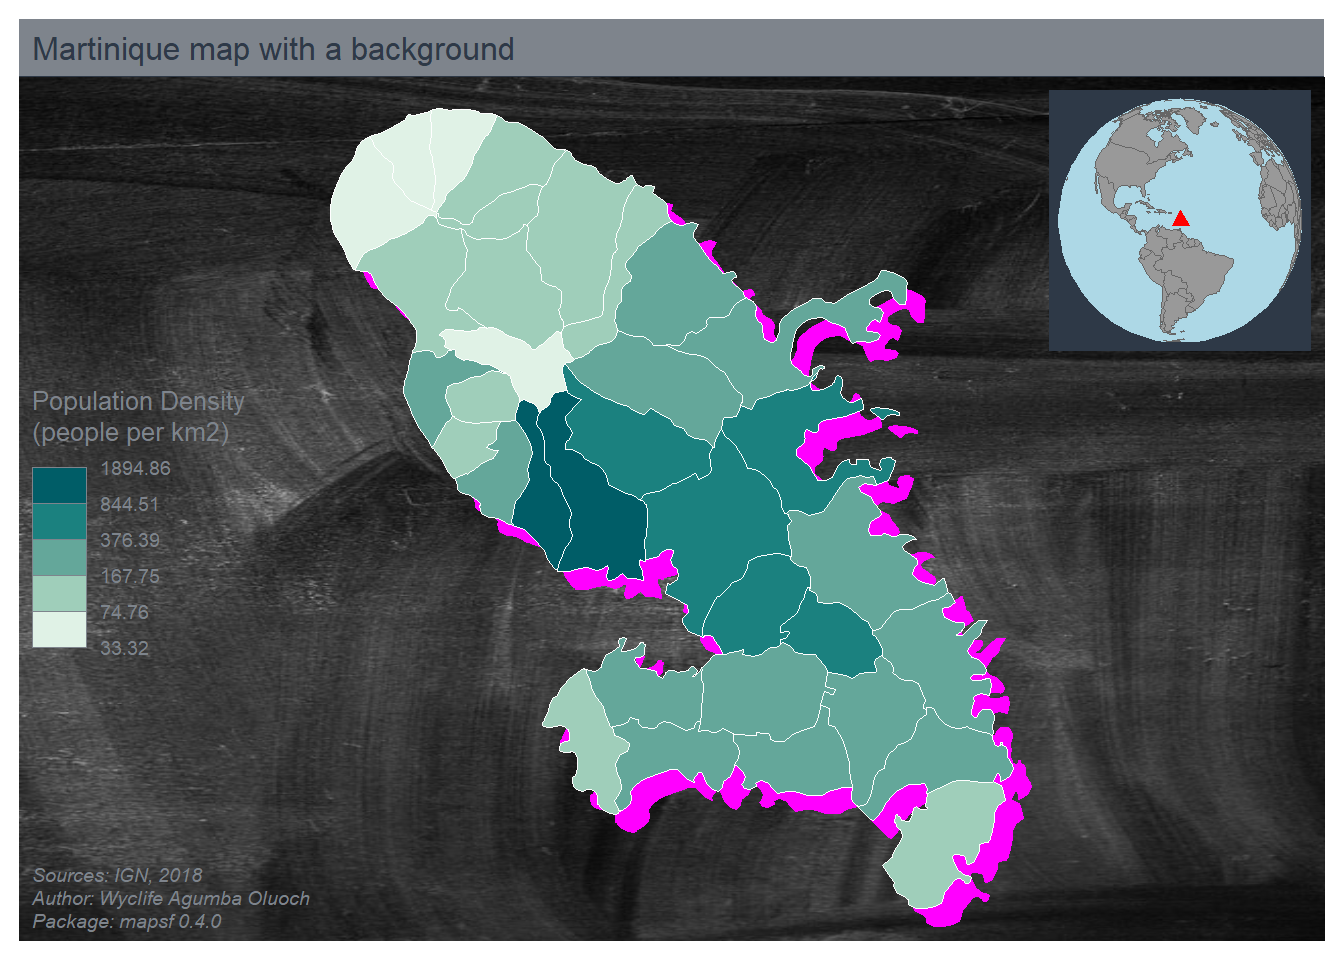 Martinique map with a background
Population Density
(people per km2)
1894.86
844.51
376.39
167.75
74.76
33.32
Sources: IGN, 2018
Author: Wyclife Agumba Oluoch
Package: mapsf 0.4.0